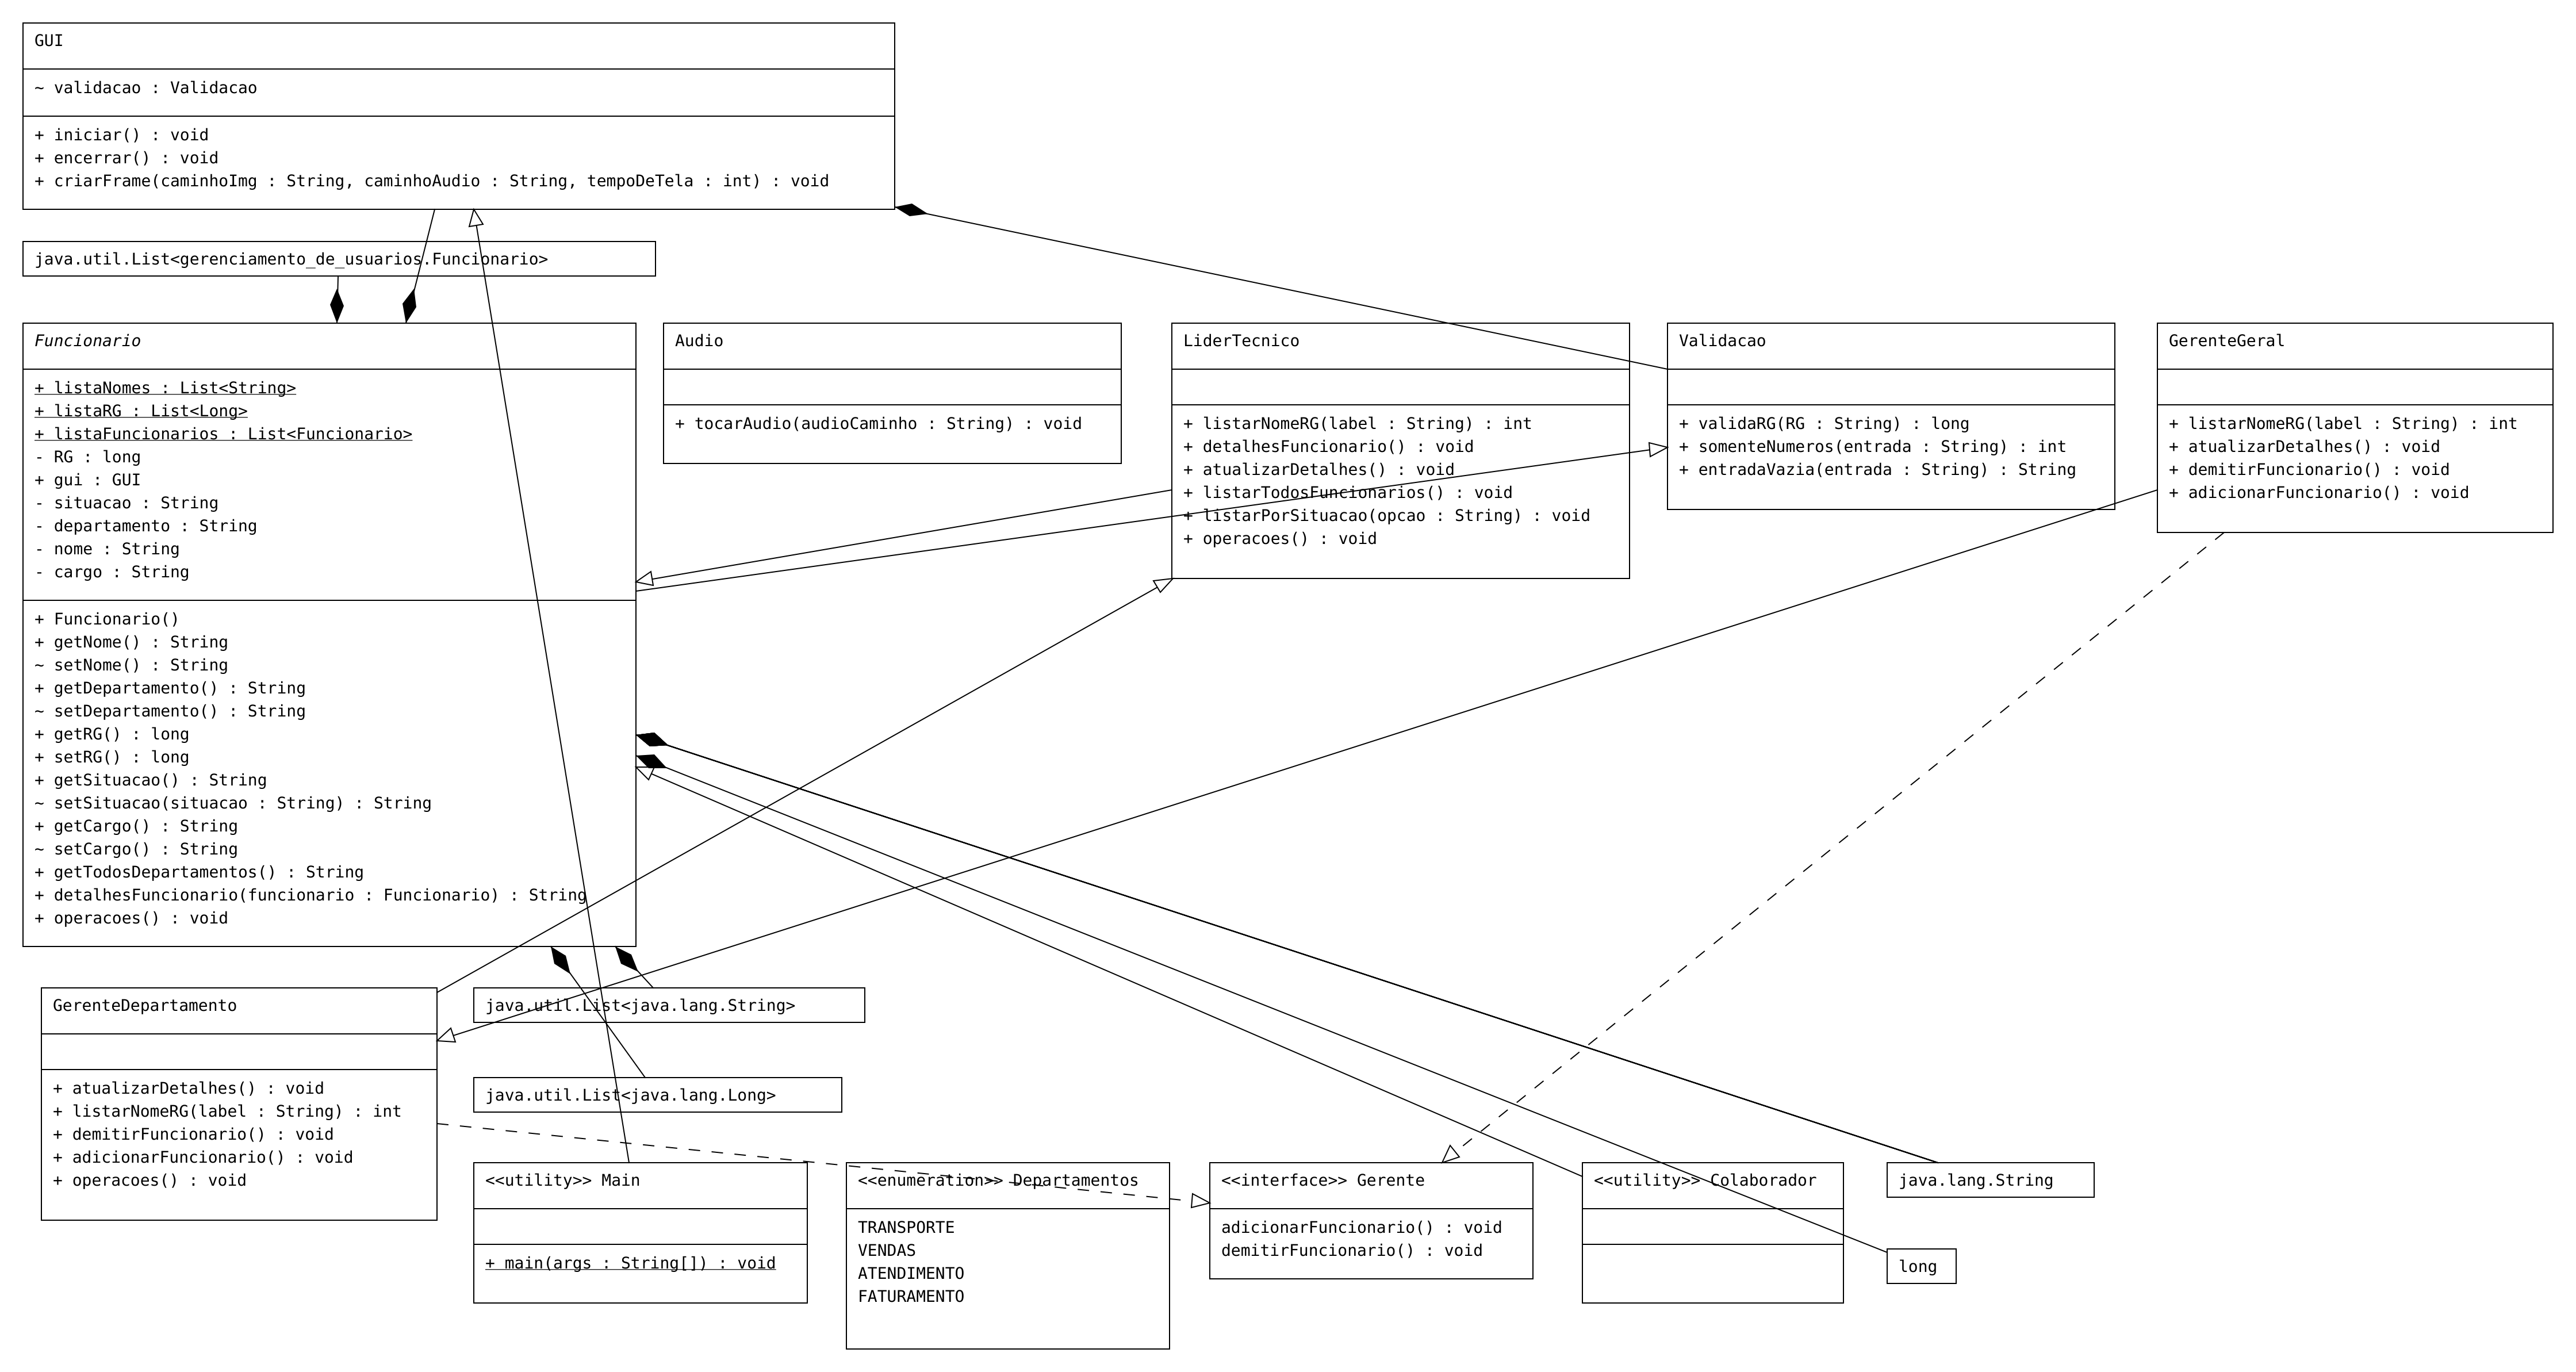 GUI
~ validacao : Validacao
+ iniciar() : void
+ encerrar() : void
+ criarFrame(caminhoImg : String, caminhoAudio : String, tempoDeTela : int) : void
java.util.List<gerenciamento_de_usuarios.Funcionario>
Funcionario
+ listaNomes : List<String>
+ listaRG : List<Long>
+ listaFuncionarios : List<Funcionario>
- RG : long
+ gui : GUI
- situacao : String
- departamento : String
- nome : String
- cargo : String
+ Funcionario()
+ getNome() : String
~ setNome() : String
+ getDepartamento() : String
~ setDepartamento() : String
+ getRG() : long
+ setRG() : long
+ getSituacao() : String
~ setSituacao(situacao : String) : String
+ getCargo() : String
~ setCargo() : String
+ getTodosDepartamentos() : String
+ detalhesFuncionario(funcionario : Funcionario) : String
+ operacoes() : void
Audio
+ tocarAudio(audioCaminho : String) : void
LiderTecnico
+ listarNomeRG(label : String) : int
+ detalhesFuncionario() : void
+ atualizarDetalhes() : void
+ listarTodosFuncionarios() : void
+ listarPorSituacao(opcao : String) : void
+ operacoes() : void
Validacao
+ validaRG(RG : String) : long
+ somenteNumeros(entrada : String) : int
+ entradaVazia(entrada : String) : String
GerenteGeral
+ listarNomeRG(label : String) : int
+ atualizarDetalhes() : void
+ demitirFuncionario() : void
+ adicionarFuncionario() : void
GerenteDepartamento
+ atualizarDetalhes() : void
+ listarNomeRG(label : String) : int
+ demitirFuncionario() : void
+ adicionarFuncionario() : void
+ operacoes() : void
java.util.List<java.lang.String>
java.util.List<java.lang.Long>
<<utility>> Main
+ main(args : String[]) : void
<<enumeration>> Departamentos
TRANSPORTE
VENDAS
ATENDIMENTO
FATURAMENTO
<<interface>> Gerente
adicionarFuncionario() : void
demitirFuncionario() : void
<<utility>> Colaborador
java.lang.String
long